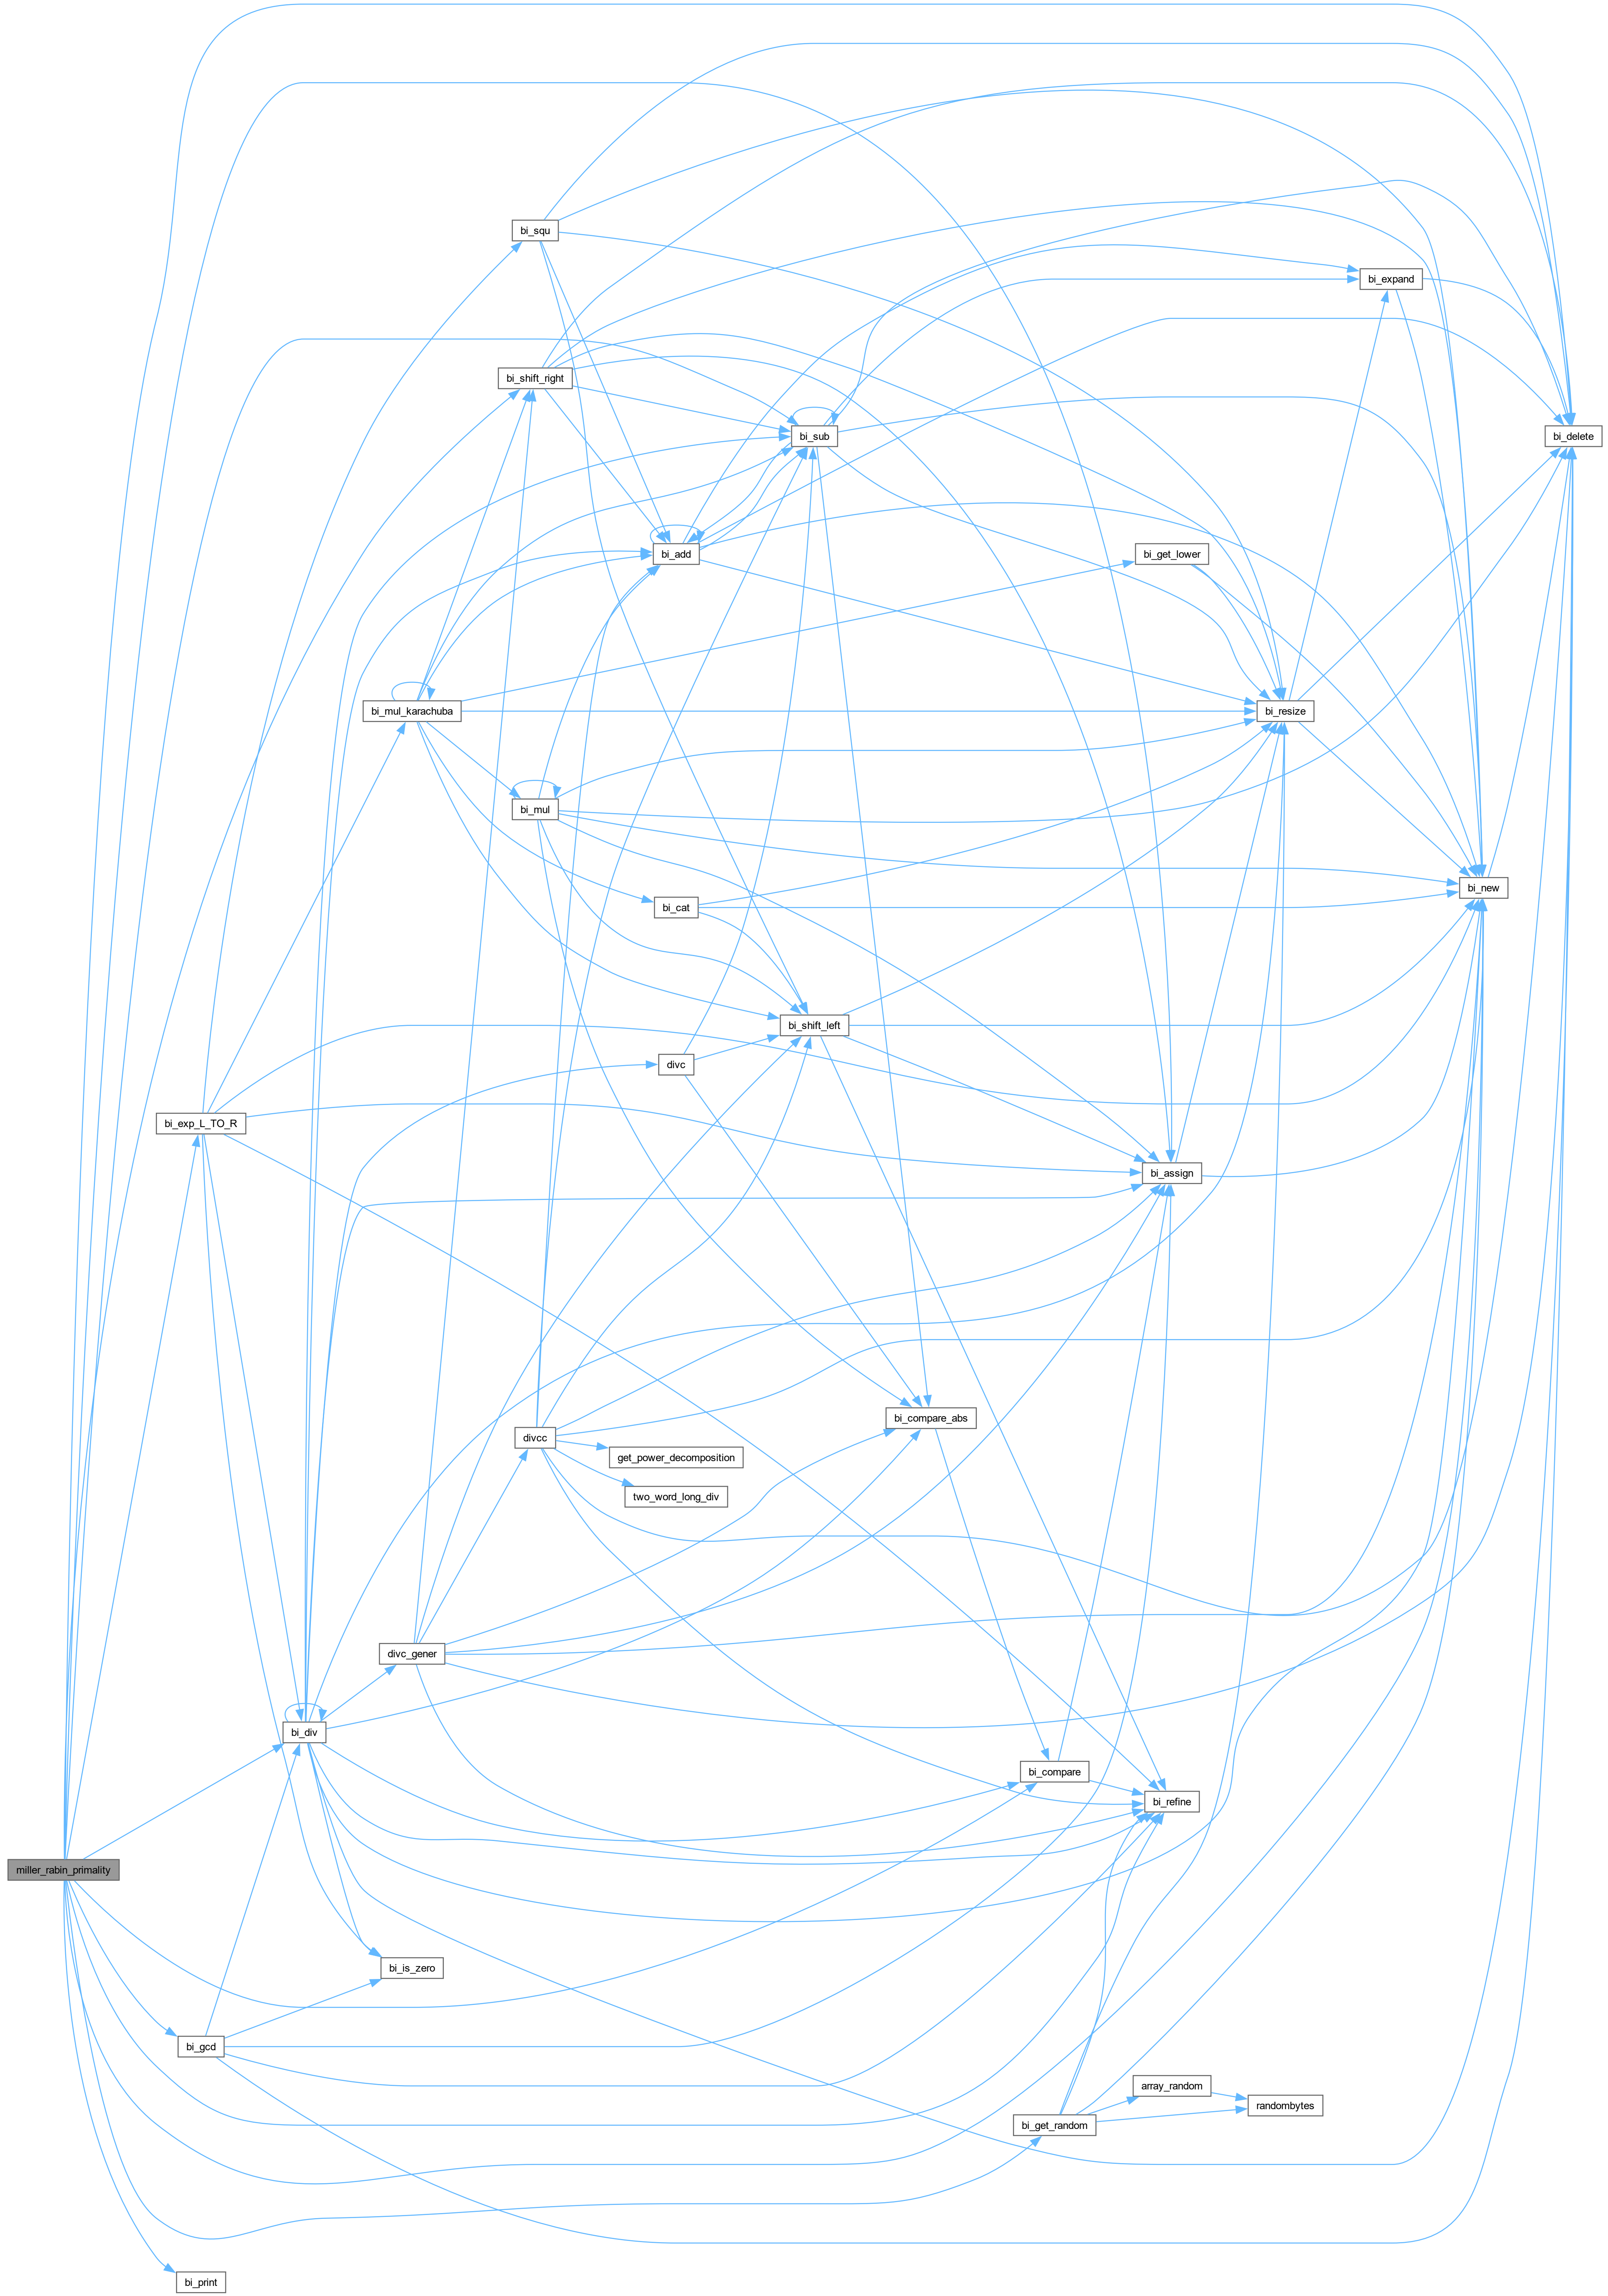 bi_squ
bi_expand
bi_shift_right
bi_sub
bi_delete
bi_add
bi_get_lower
bi_mul_karachuba
bi_resize
bi_mul
bi_new
bi_cat
bi_shift_left
divc
bi_exp_L_TO_R
bi_assign
bi_compare_abs
divcc
get_power_decomposition
two_word_long_div
divc_gener
bi_div
bi_compare
bi_refine
miller_rabin_primality
bi_is_zero
bi_gcd
array_random
randombytes
bi_get_random
bi_print